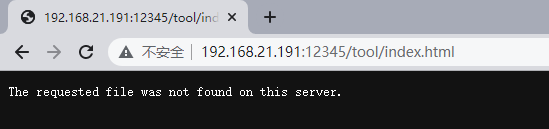 192.168.21.191:12345/tool/ind
不安全 192.168.21.191:12345/tool/index.html
The requested file was not found on this server.